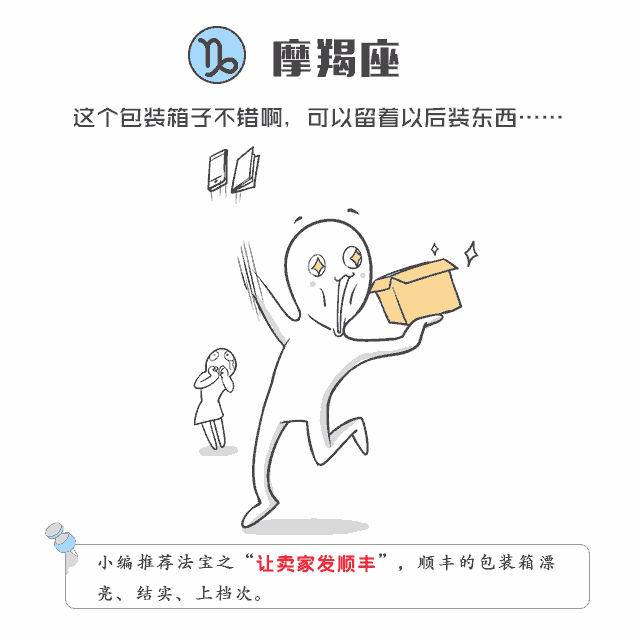 摩羯座
这个包装箱子不错啊，可以留着以后装东西……
小编推荐法宝之“让卖家发顺丰”，顺丰的包装箱漂
亮、结实、上档次。